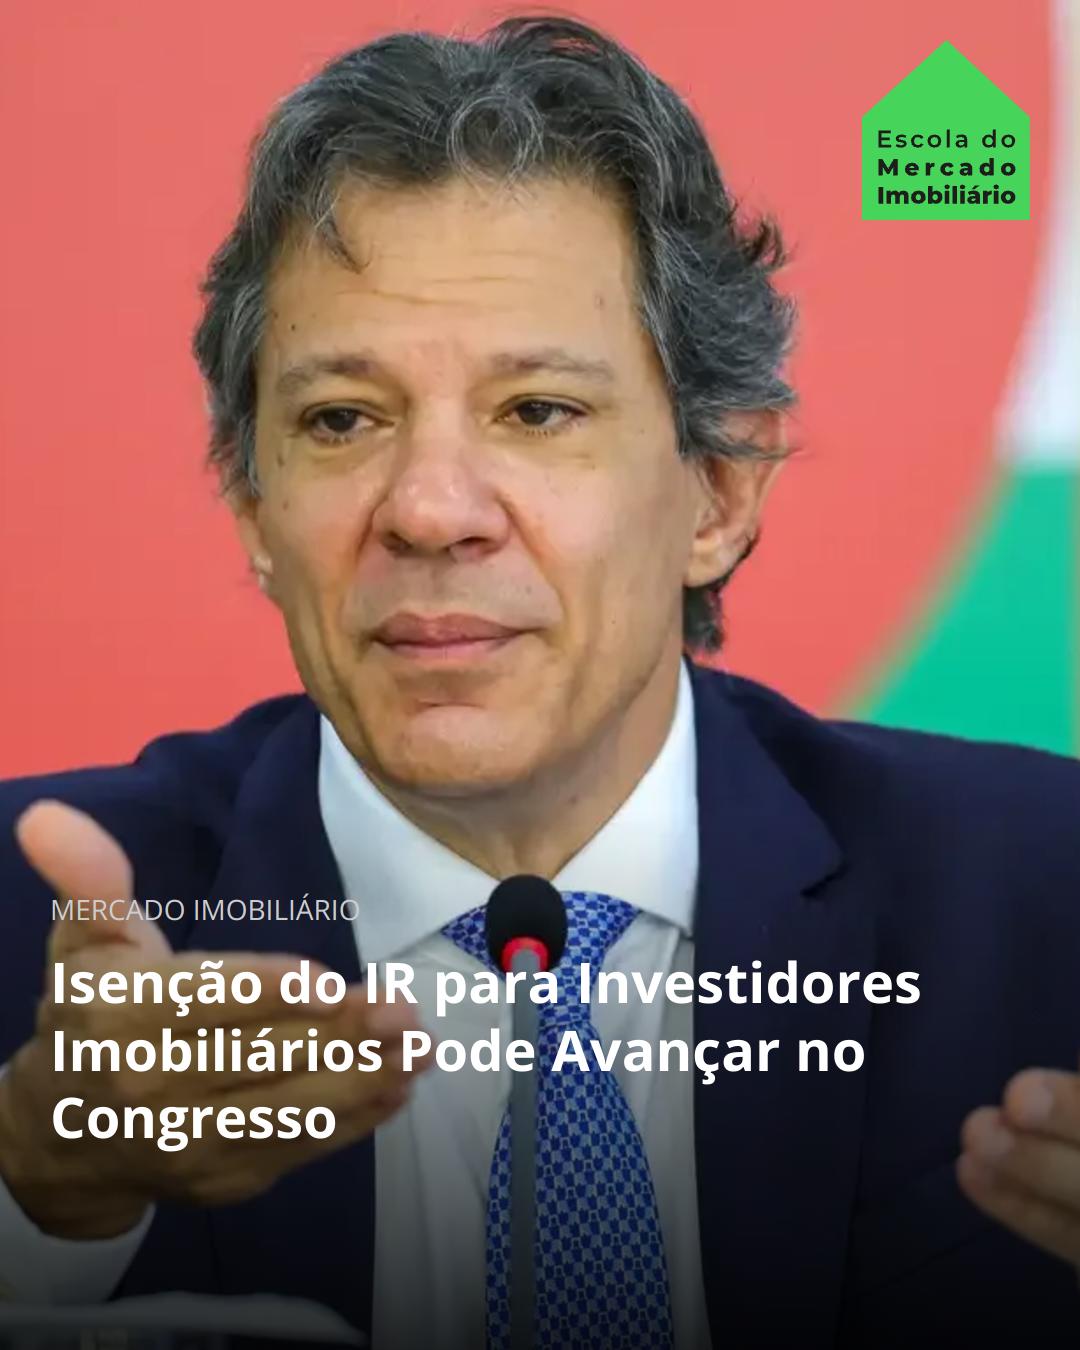 Escola do
Mercado
Imobiliário
MERCADO IMOBILIÁRIO
Isenção do IR para Investidores
Imobiliários Pode Avançar no
Congresso